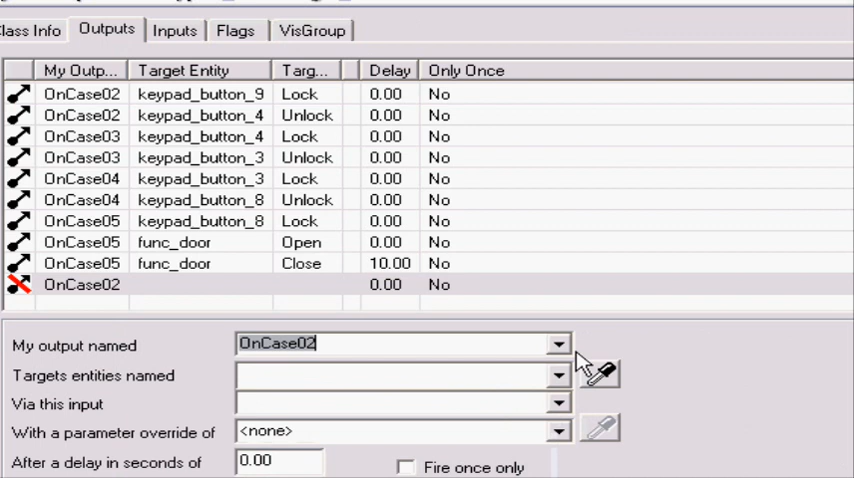 lass Info Outputs Inputs Flags VisGroup
My Outp... Target Entity Targ... Delay Only Once
OnCase02 keypad_button_9 Lock 0.00 No
OnCase02 keypad_button_4 Unlock 0.00 No
OnCase03 keypad_button_4 Lock 0.00 No
OnCase03 keypad_button_3 Unlock 0.00 No
OnCase04 keypad_button_3 Lock 0.00 No
OnCase04 keypad_button_8 Unlock 0.00 No
OnCase05 keypad_button_8 Lock 0.00 No
OnCase05 func_door Open 0.00 No
OnCase05 func_door Close 10.00 No
OnCase02 0.00 No
My output named OnCase02
Targets entities named
Via this input
With a parameter override of <none>
After a delay in seconds of 0.00 Fire once only